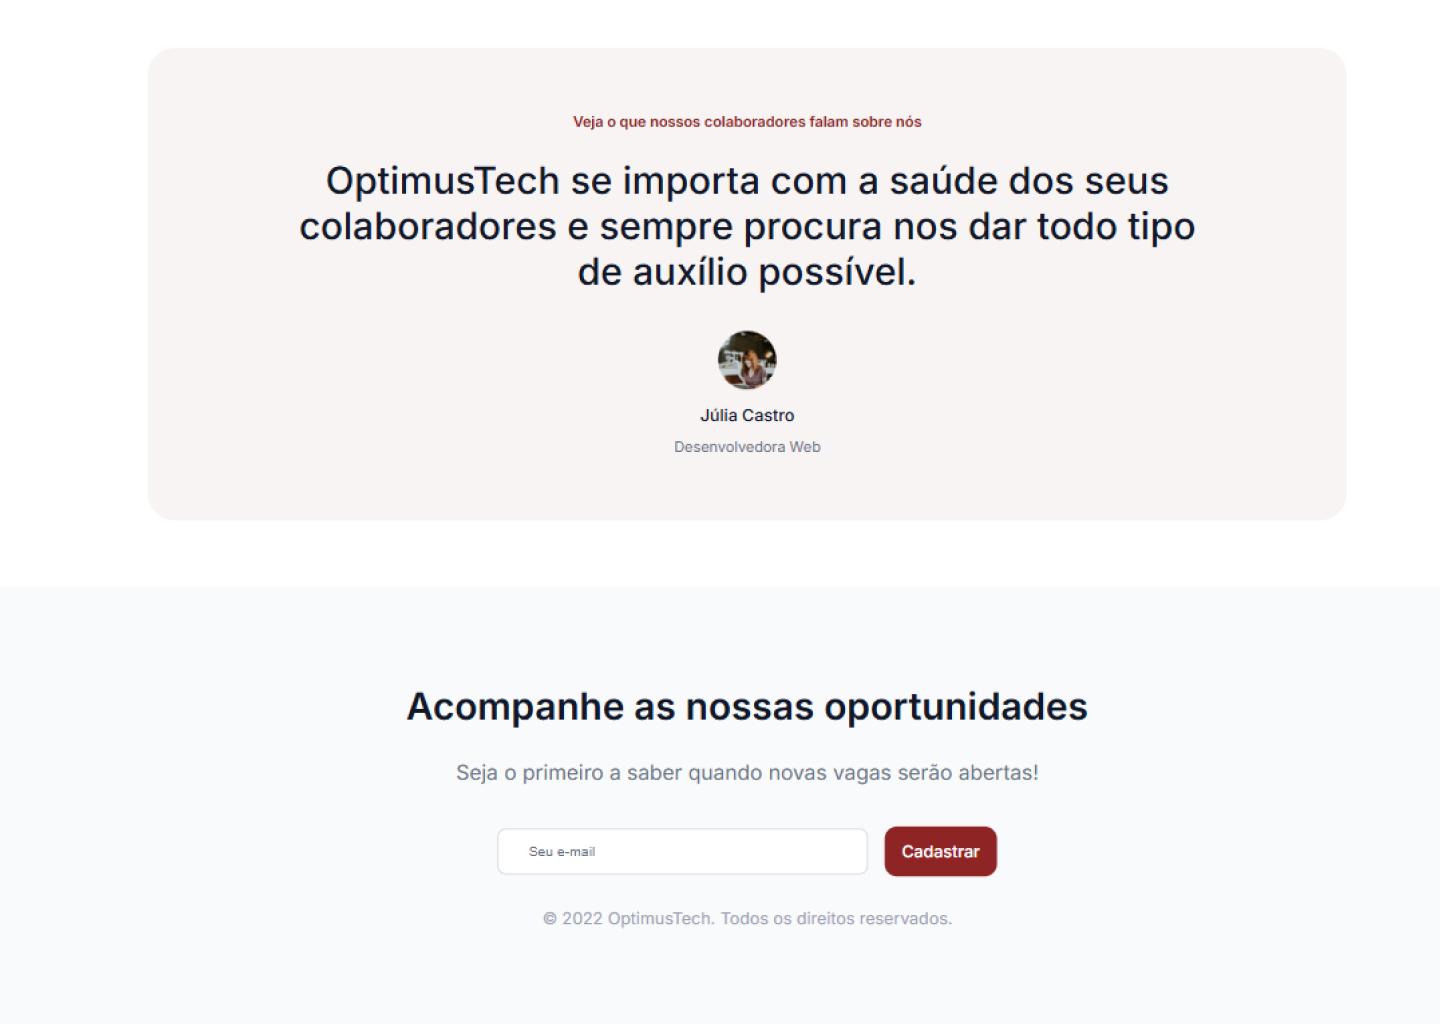 Veja o que nossos colaboradores falam sobre nós
OptimusTech se importa com a saúde dos seus
colaboradores e sempre procura nos dar todo tipo
de auxílio possível.
Júlia Castro
Desenvolvedora Web
Acompanhe as nossas oportunidades
Seja o primeiro a saber quando novas vagas serão abertas!
Seu e-mail
Cadastrar
© 2022 OptimusTech. Todos os direitos reservados.